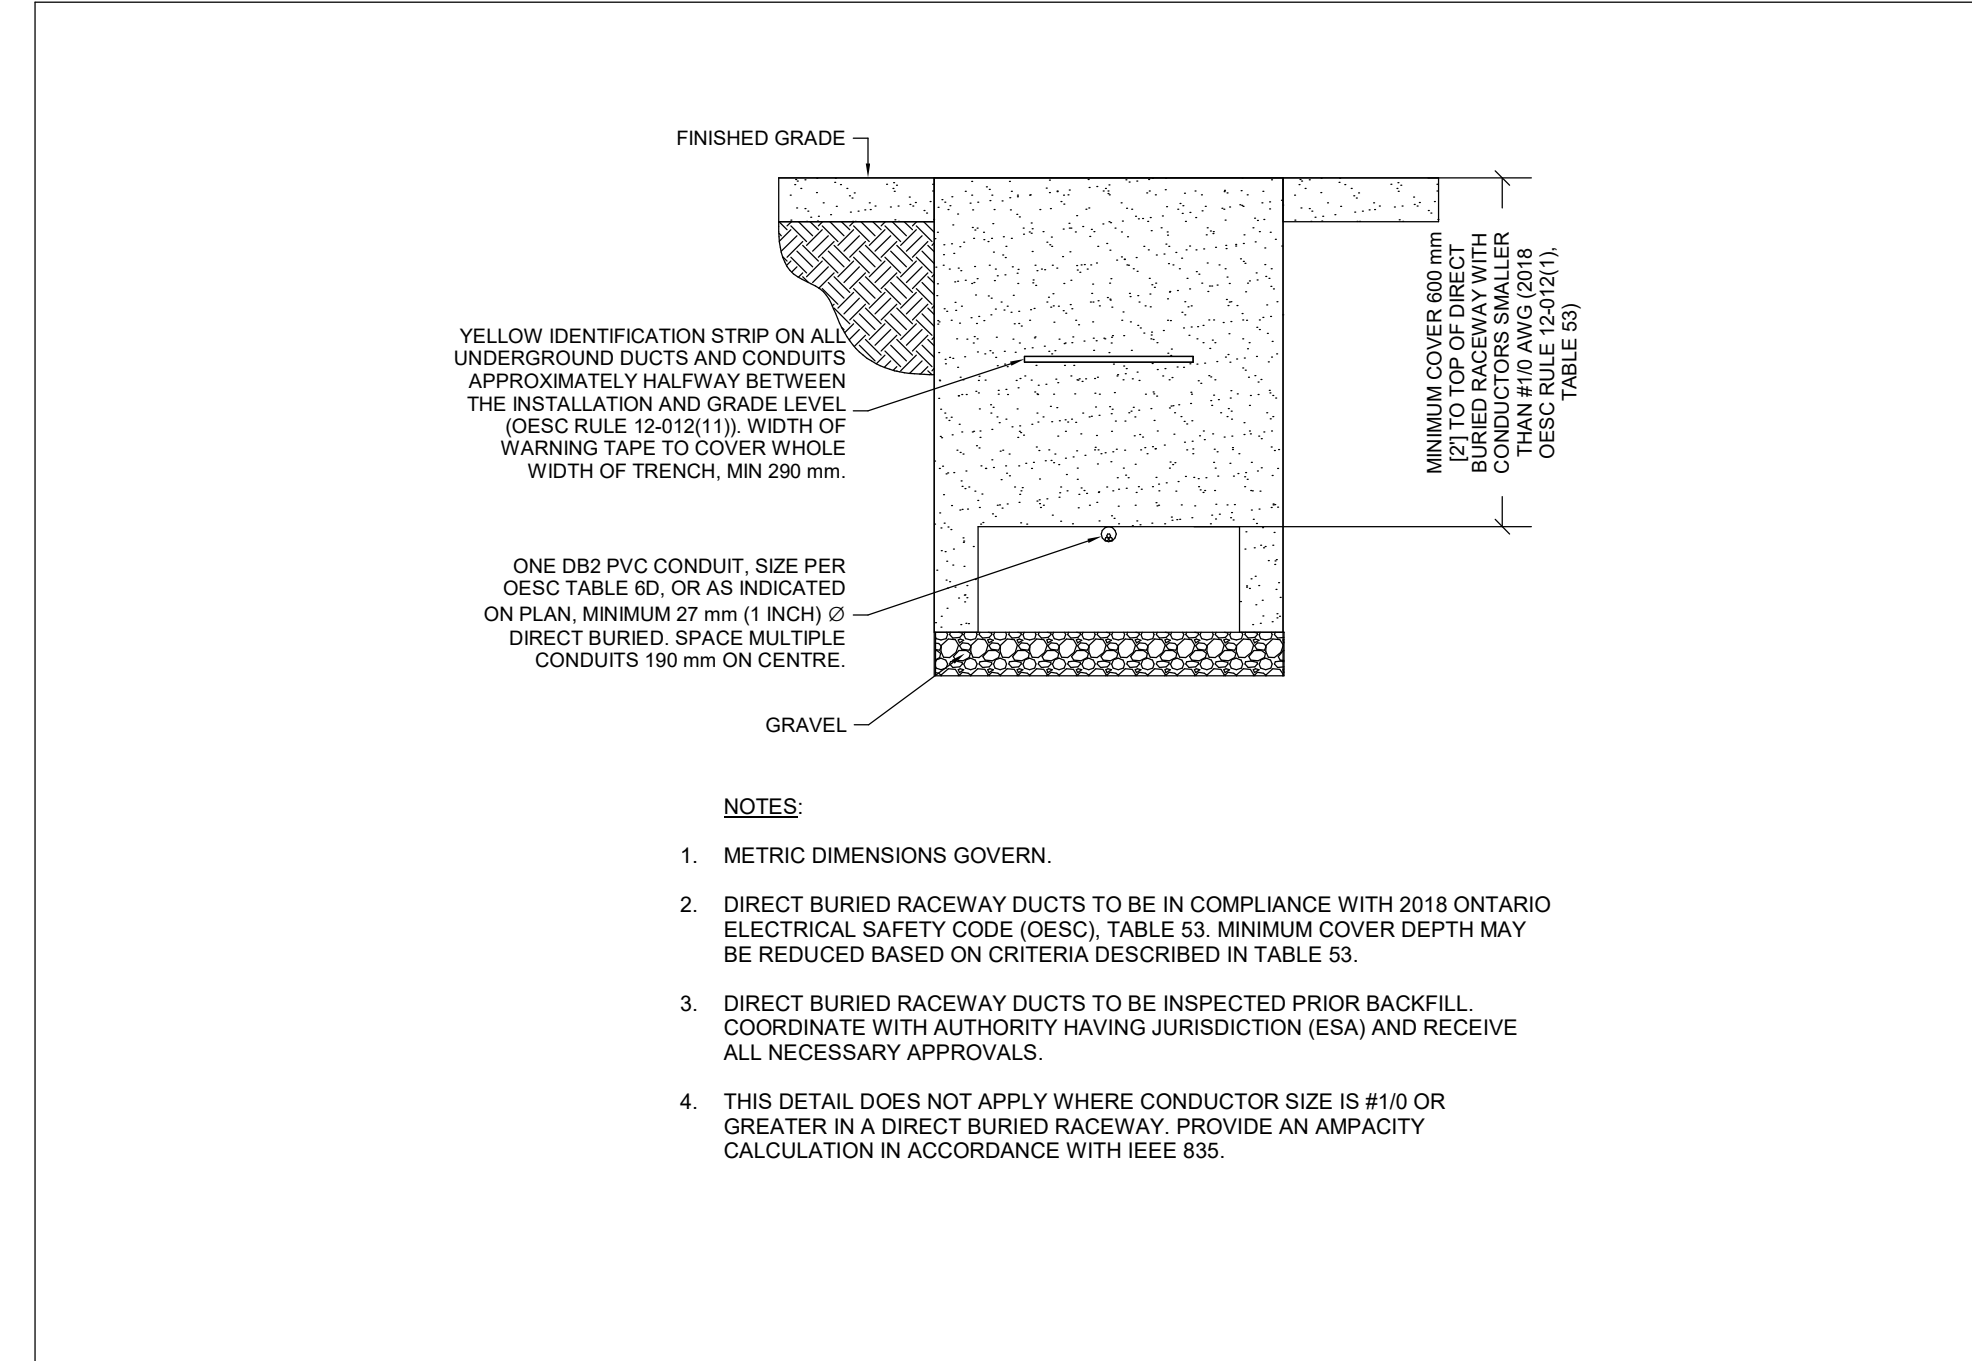 FINISHED GRADE
YELLOW IDENTIFICATION STRIP ON ALL
UNDERGROUND DUCTS AND CONDUITS
APPROXIMATELY HALFWAY BETWEEN
THE INSTALLATION AND GRADE LEVEL
(OESC RULE 12-012(11)). WIDTH OF
WARNING TAPE TO COVER WHOLE
WIDTH OF TRENCH, MIN 290 mm.
MINIMUM COVER 600 mm
[2'] TO TOP OF DIRECT
BURIED RACEWAY WITH
CONDUCTORS SMALLER
THAN #1/0 AWG (2018
OESC RULE 12-012(1),
TABLE 53)
ONE DB2 PVC CONDUIT, SIZE PER
OESC TABLE 6D, OR AS INDICATED
ON PLAN, MINIMUM 27 mm (1 INCH) Ø
DIRECT BURIED. SPACE MULTIPLE
CONDUITS 190 mm ON CENTRE.
GRAVEL
NOTES:
1. METRIC DIMENSIONS GOVERN.
2. DIRECT BURIED RACEWAY DUCTS TO BE IN COMPLIANCE WITH 2018 ONTARIO
ELECTRICAL SAFETY CODE (OESC), TABLE 53. MINIMUM COVER DEPTH MAY
BE REDUCED BASED ON CRITERIA DESCRIBED IN TABLE 53.
3. DIRECT BURIED RACEWAY DUCTS TO BE INSPECTED PRIOR BACKFILL.
COORDINATE WITH AUTHORITY HAVING JURISDICTION (ESA) AND RECEIVE
ALL NECESSARY APPROVALS.
4. THIS DETAIL DOES NOT APPLY WHERE CONDUCTOR SIZE IS #1/0 OR
GREATER IN A DIRECT BURIED RACEWAY. PROVIDE AN AMPACITY
CALCULATION IN ACCORDANCE WITH IEEE 835.